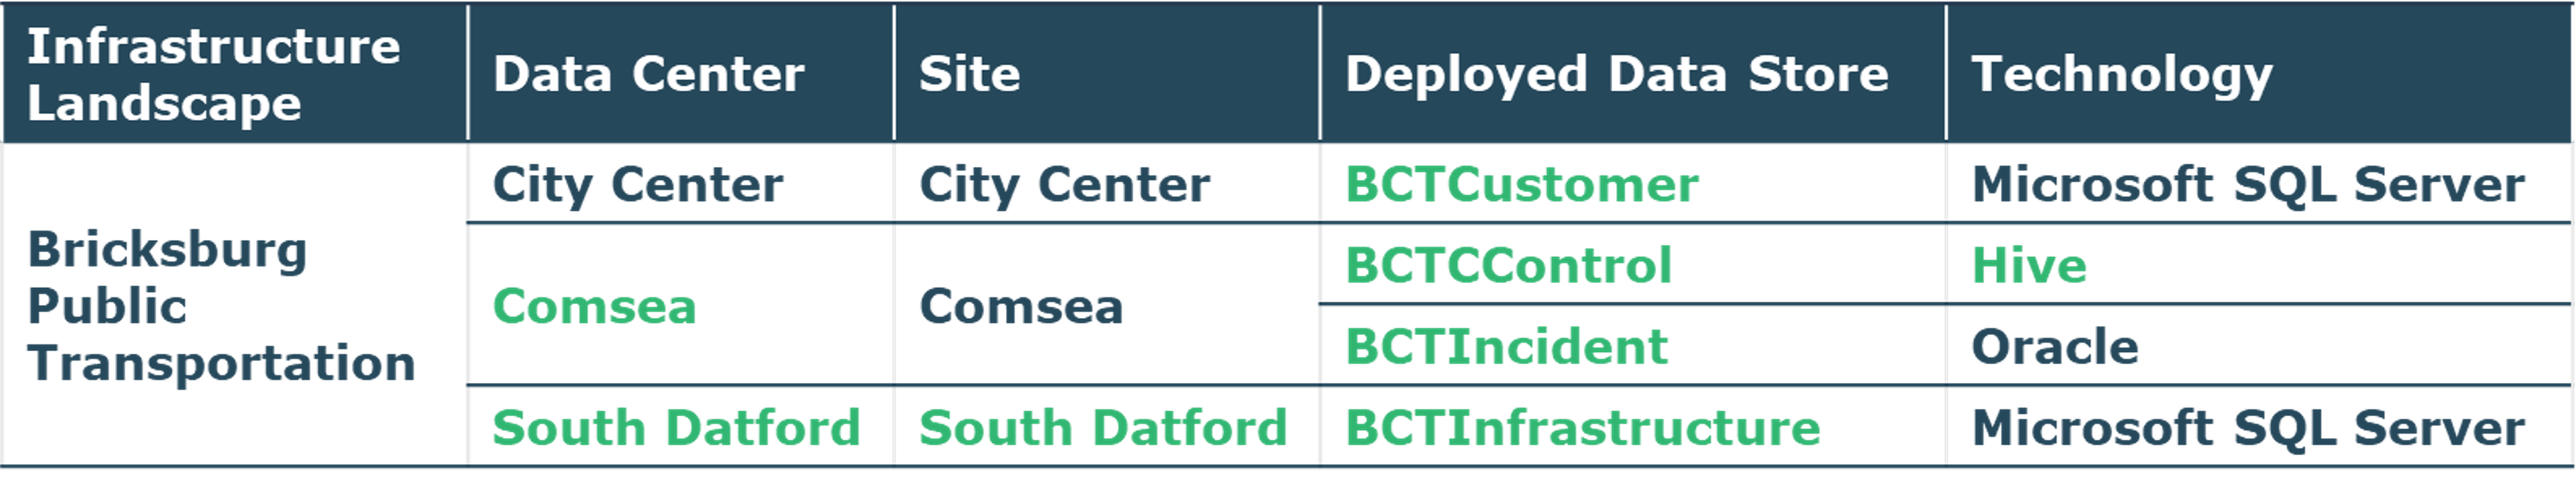 Infrastructure
Landscape
Data Center
Site
Deployed Data Store
Technology
Bricksburg
Public
Transportation
City Center
City Center
BCTCustomer
Microsoft SQL Server
Comsea
Comsea
BCTCControl
Hive
BCTIncident
Oracle
South Datford
South Datford
BCTInfrastructure
Microsoft SQL Server